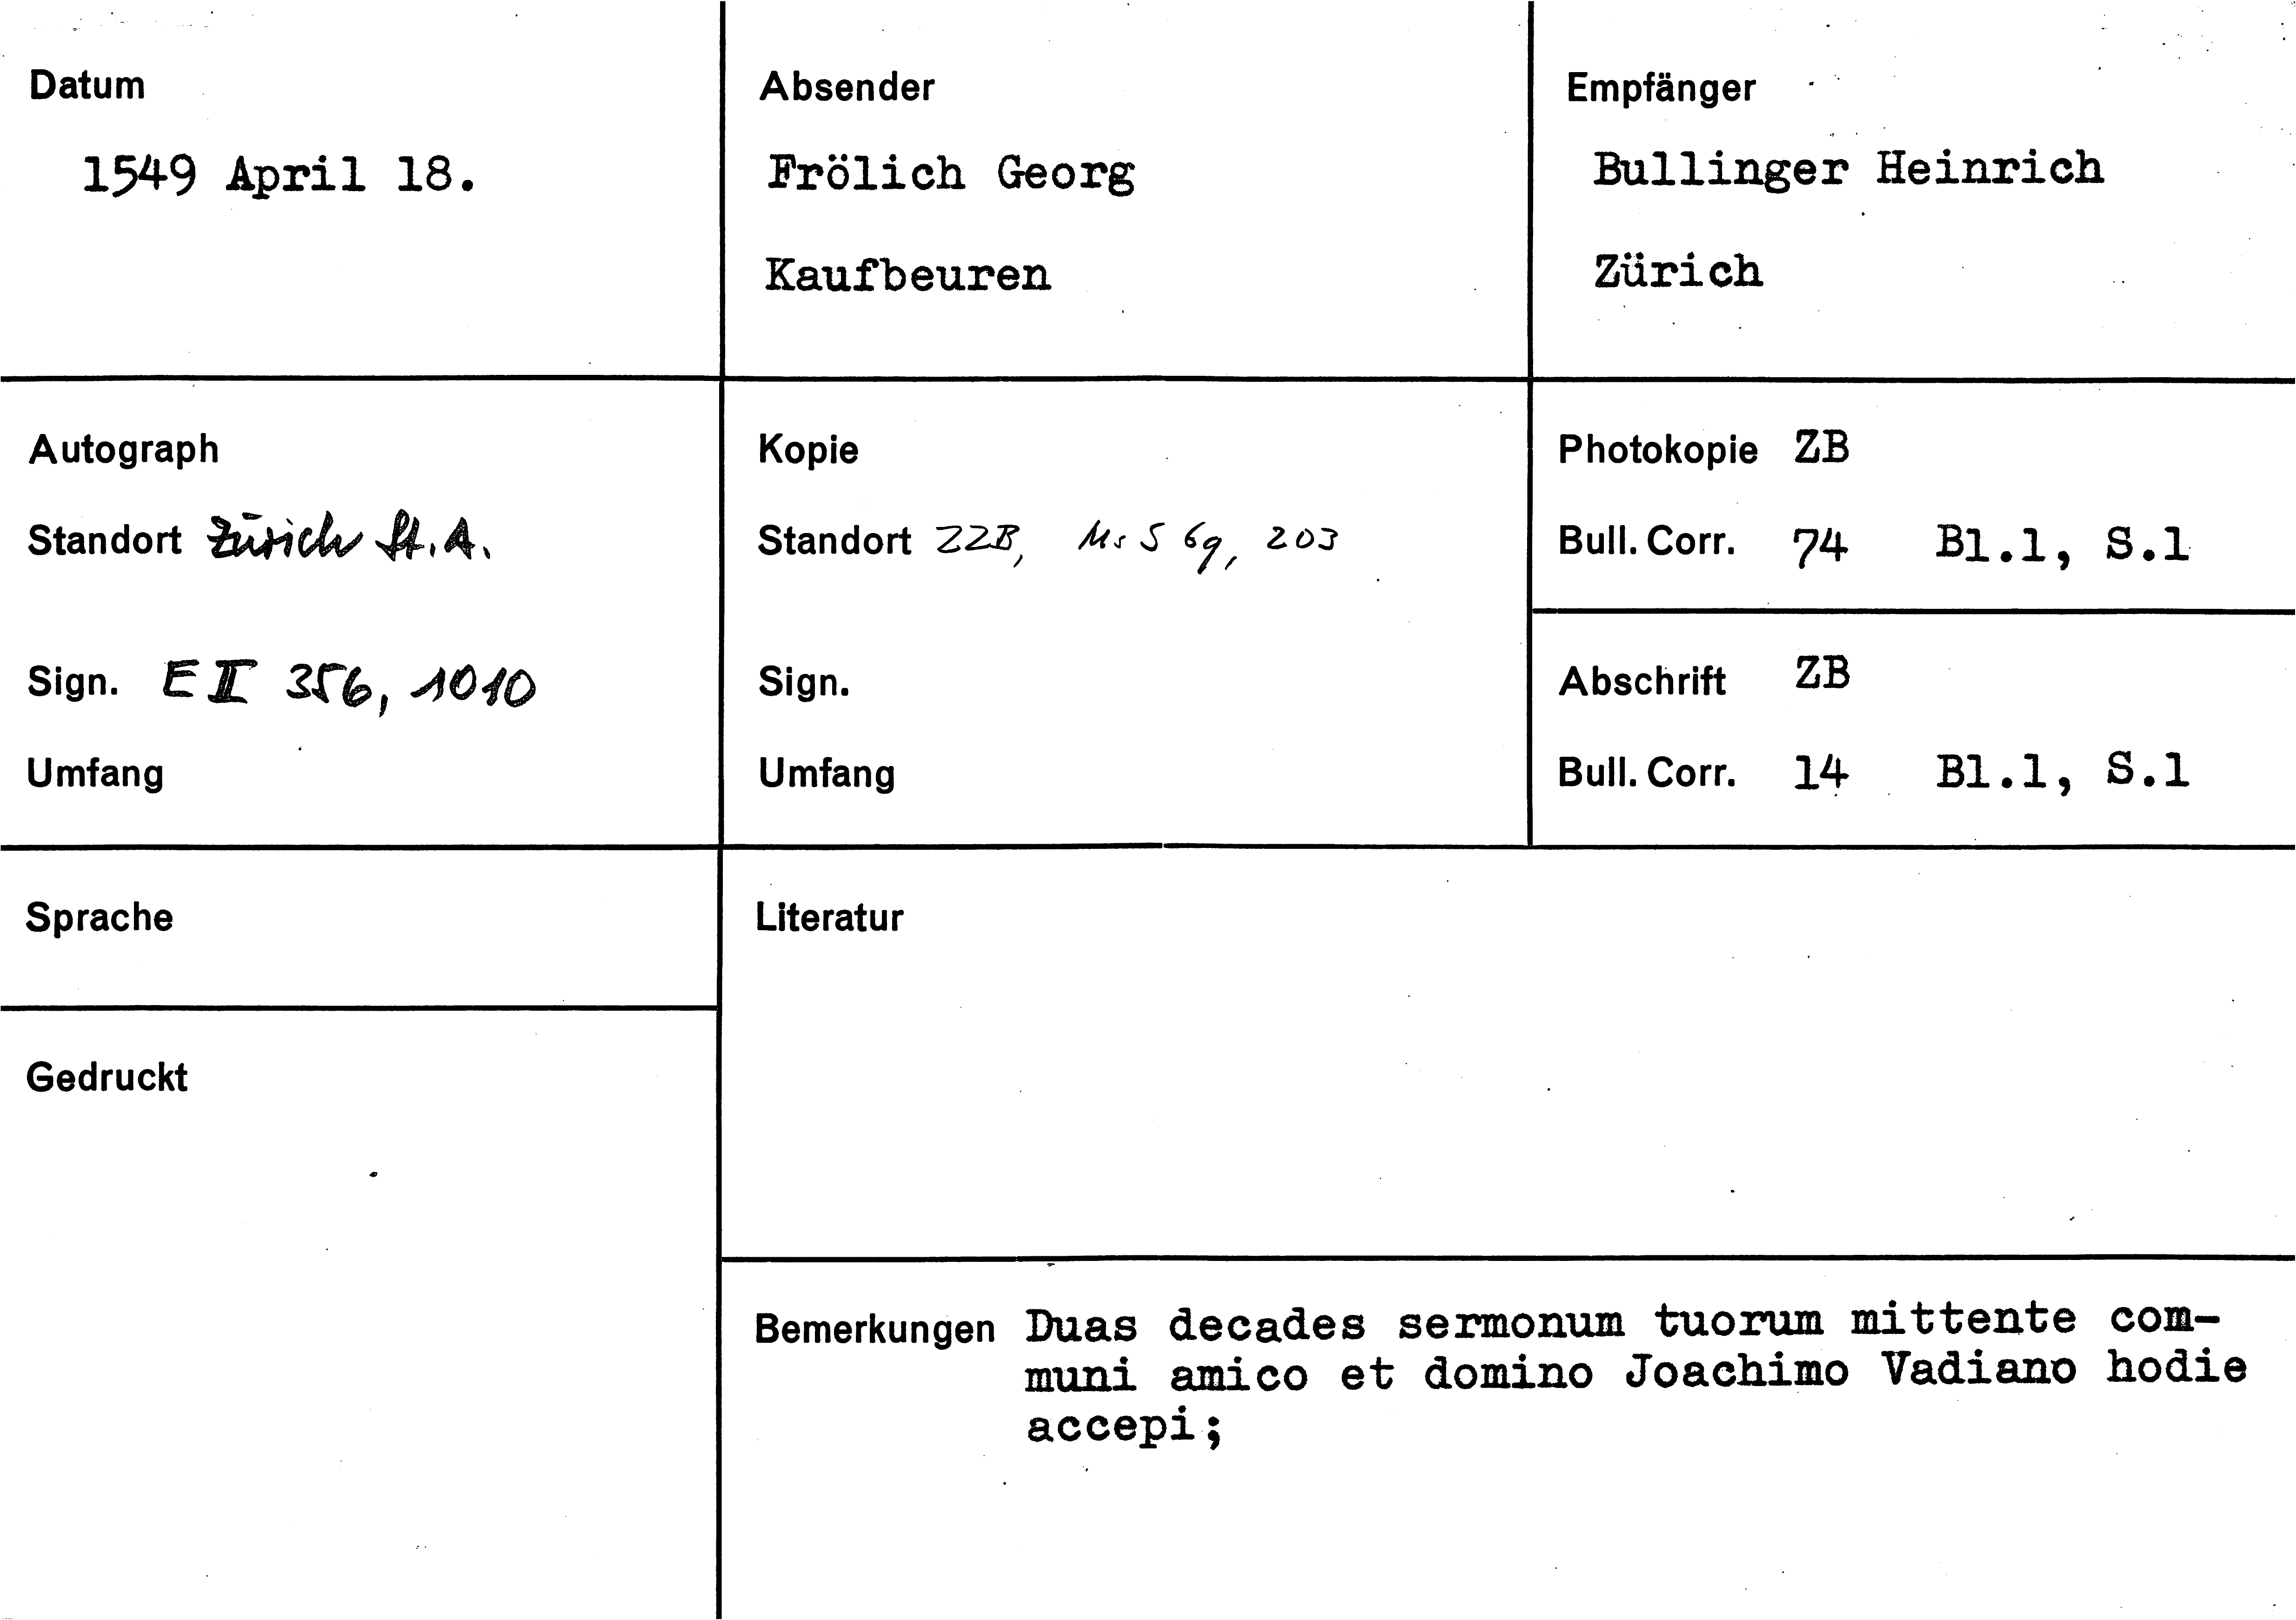 Datum
1549 April 18.
Absender
Frölich Georg
Kaufbeuren
Empfänger
Bullinger Heinrich
Zürich
Autograph
Standort Zürich St.A.
Sign. E II 356, 1010
Umfang
Kopie
Standort ZZB, Ms S 69, 203
Sign.
Umfang
Photokopie ZB
Bull. Corr. 74 Bl.1, S.1
Abschrift ZB
Bull. Corr. 14 Bl.1, S.1
Sprache
Gedruckt
Literatur
Bemerkungen Duas decades sermonum tuorum mittente com-
muni amico et domino Joachimo Vadiano hodie
accepi;